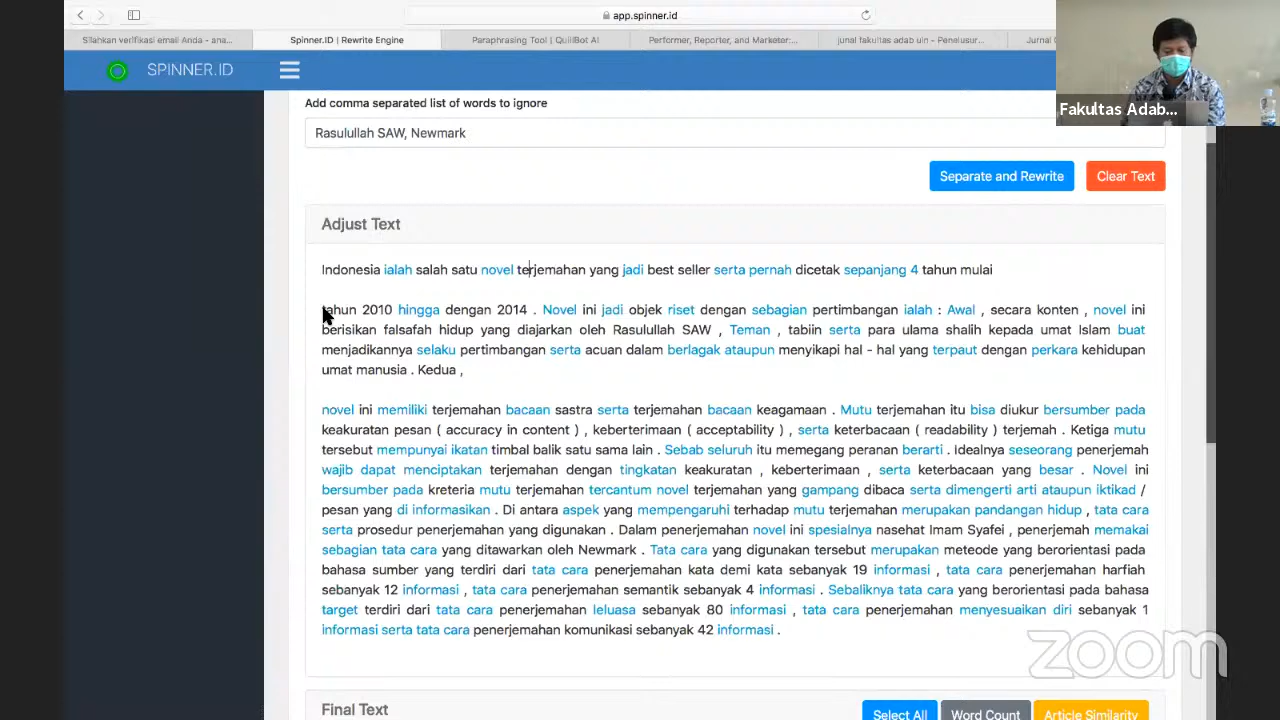 app.spinner.id
Silahkan verifikasi email Anda - ana...
Spinner.ID | Rewrite Engine
Paraphrasing Tool | QuillBot AI
Performer, Reporter, and Marketer:...
junal fakultas adab uin - Penelusur...
Jurnal
SPINNER.ID
Fakultas Adab...
Add comma separated list of words to ignore
Rasulullah SAW, Newmark
Separate and Rewrite
Clear Text
Adjust Text
Indonesia ialah salah satu novel terjemahan yang jadi best seller serta pernah dicetak sepanjang 4 tahun mulai
tahun 2010 hingga dengan 2014 . Novel ini jadi objek riset dengan sebagian pertimbangan ialah : Awal , secara konten , novel ini
berisikan falsafah hidup yang diajarkan oleh Rasulullah SAW , Teman , tabiin serta para ulama shalih kepada umat Islam buat
menjadikannya selaku pertimbangan serta acuan dalam berlagak ataupun menyikapi hal - hal yang terpaut dengan perkara kehidupan
umat manusia . Kedua ,
novel ini memiliki terjemahan bacaan sastra serta terjemahan bacaan keagamaan . Mutu terjemahan itu bisa diukur bersumber pada
keakuratan pesan ( accuracy in content ) , keberterimaan ( acceptability ) , serta keterbacaan ( readability ) terjemah . Ketiga mutu
tersebut mempunyai ikatan timbal balik satu sama lain . Sebab seluruh itu memegang peranan berarti . Idealnya seseorang penerjemah
wajib dapat menciptakan terjemahan dengan tingkatan keakuratan , keberterimaan , serta keterbacaan yang besar . Novel ini
bersumber pada kreteria mutu terjemahan tercantum novel terjemahan yang gampang dibaca serta dimengerti arti ataupun iktikad /
pesan yang di informasikan . Di antara aspek yang mempengaruhi terhadap mutu terjemahan merupakan pandangan hidup , tata cara
serta prosedur penerjemahan yang digunakan . Dalam penerjemahan novel ini spesialnya nasehat Imam Syafei , penerjemah memakai
sebagian tata cara yang ditawarkan oleh Newmark . Tata cara yang digunakan tersebut merupakan meteode yang berorientasi pada
bahasa sumber yang terdiri dari tata cara penerjemahan kata demi kata sebanyak 19 informasi , tata cara penerjemahan harfiah
sebanyak 12 informasi , tata cara penerjemahan semantik sebanyak 4 informasi . Sebaliknya tata cara yang berorientasi pada bahasa
target terdiri dari tata cara penerjemahan leluasa sebanyak 80 informasi , tata cara penerjemahan menyesuaikan diri sebanyak 1
informasi serta tata cara penerjemahan komunikasi sebanyak 42 informasi .
zoom
Final Text
Select All
Word Count
Article Similarity